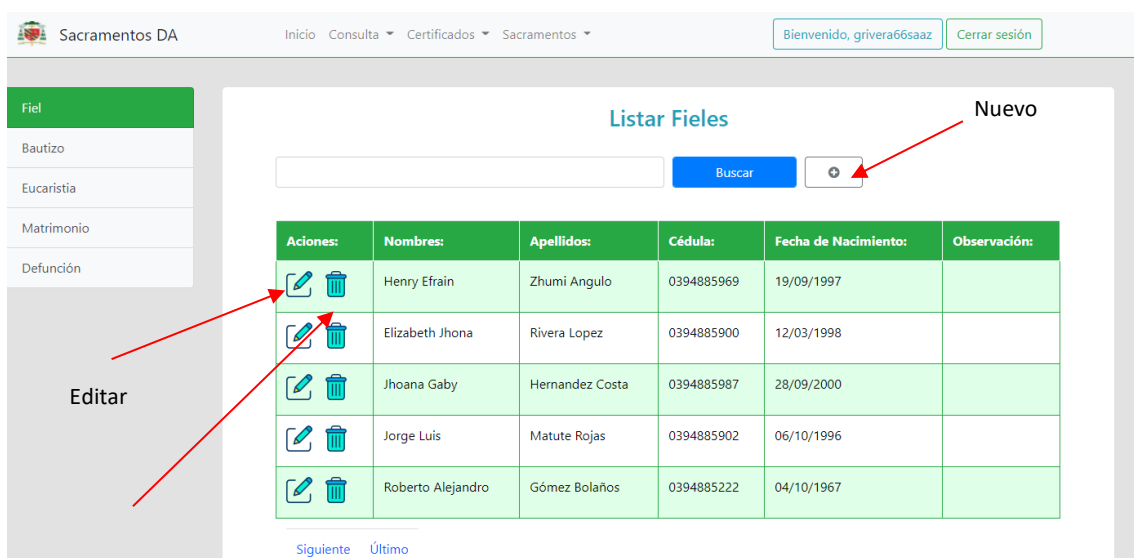 Sacramentos DA Inicio Consulta Certificados Sacramentos Bienvenido, grivera66saaz Cerrar sesión
Fiel
Bautizo
Eucaristia
Matrimonio
Defunción
Listar Fieles
Nuevo
Buscar
Aciones: Nombres: Apellidos: Cédula: Fecha de Nacimiento: Observación:
Henry Efrain Zhumi Angulo 0394885969 19/09/1997
Elizabeth Jhona Rivera Lopez 0394885900 12/03/1998
Jhoana Gaby Hernandez Costa 0394885987 28/09/2000
Jorge Luis Matute Rojas 0394885902 06/10/1996
Roberto Alejandro Gómez Bolaños 0394885222 04/10/1967
Editar
Siguiente Último